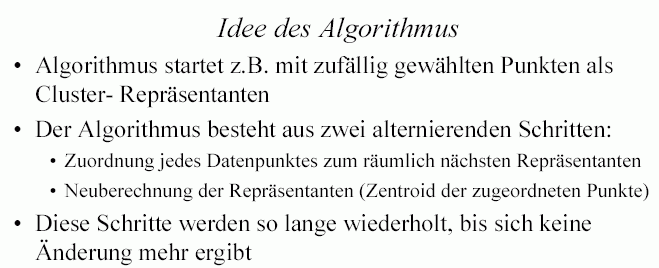 Idee des Algorithmus
• Algorithmus startet z.B. mit zufällig gewählten Punkten als
Cluster- Repräsentanten
• Der Algorithmus besteht aus zwei alternierenden Schritten:
• Zuordnung jedes Datenpunktes zum räumlich nächsten Repräsentanten
• Neuberechnung der Repräsentanten (Zentroid der zugeordneten Punkte)
• Diese Schritte werden so lange wiederholt, bis sich keine
Änderung mehr ergibt